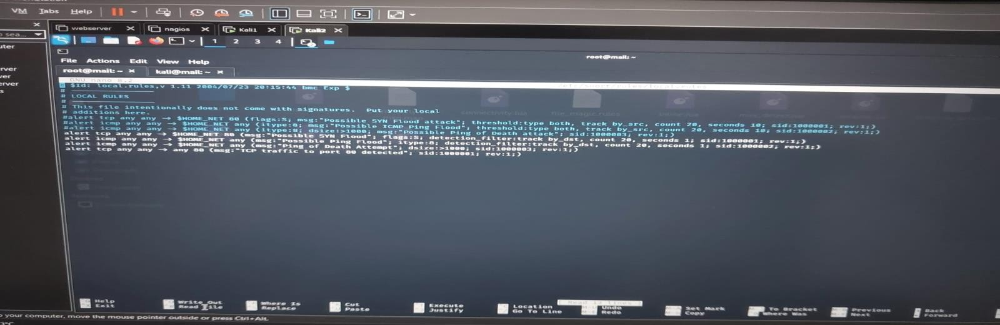 VM Tabs Help
sea...
uter
rver
ver
erver
s
webserver × nagios × Kali1 × Kali2 ×
1 2 3 4
root@mail: ~
File Actions Edit View Help
root@mail: ~ × kali@mail: ~ ×
GNU nano 8.2 /etc/snort/rules/local.rules
# $Id: local.rules,v 1.11 2004/07/23 20:15:44 bmc Exp $
# ----------------
# LOCAL RULES
# ----------------
# This file intentionally does not come with signatures.  Put your local
# additions here.
#alert tcp any any -> $HOME_NET 80 (flags:S; msg:"Possible SYN Flood attack"; threshold:type both, track by_src, count 20, seconds 10; sid:1000001; rev:1;)
#alert icmp any any -> $HOME_NET any (itype:8; msg:"Possible ICMP Ping Flood"; threshold:type both, track by_src, count 20, seconds 10; sid:1000002; rev:1;)
#alert icmp any any -> $HOME_NET any (itype:8; dsize:>1000; msg:"Possible Ping of Death attack"; sid:1000003; rev:1;)
alert tcp any any -> $HOME_NET 80 (msg:"Possible SYN Flood"; flags:S; detection_filter:track by_dst, count 20, seconds 1; sid:1000001; rev:1;)
alert icmp any any -> $HOME_NET any (msg:"Possible Ping Flood"; itype:8; detection_filter:track by_dst, count 20, seconds 1; sid:1000002; rev:1;)
alert icmp any any -> $HOME_NET any (msg:"Ping of Death Attempt"; dsize:>1000; sid:1000003; rev:1;)
alert tcp any any -> any 80 (msg:"TCP traffic to port 80 detected"; sid:1000001; rev:1;)
Help Write Out Where Is Cut Execute Location Undo Set Mark To Bracket Previous Back
Exit Read File Replace Paste Justify Go To Line Redo Copy Where Was Next Forward
o your computer, move the mouse pointer outside or press Ctrl+Alt.
3°C